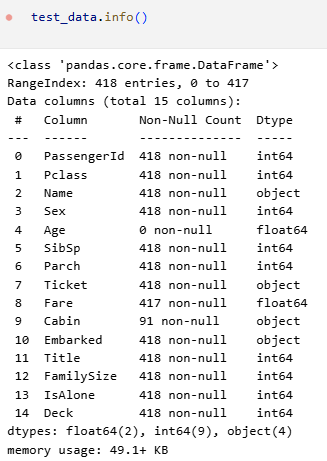 test_data.info()
<class 'pandas.core.frame.DataFrame'>
RangeIndex: 418 entries, 0 to 417
Data columns (total 15 columns):
 #   Column       Non-Null Count  Dtype
---  ------       --------------  -----
 0   PassengerId  418 non-null    int64
 1   Pclass       418 non-null    int64
 2   Name         418 non-null    object
 3   Sex          418 non-null    int64
 4   Age          0 non-null      float64
 5   SibSp        418 non-null    int64
 6   Parch        418 non-null    int64
 7   Ticket       418 non-null    object
 8   Fare         417 non-null    float64
 9   Cabin        91 non-null     object
 10  Embarked     418 non-null    object
 11  Title        418 non-null    int64
 12  FamilySize   418 non-null    int64
 13  IsAlone      418 non-null    int64
 14  Deck         418 non-null    int64
dtypes: float64(2), int64(9), object(4)
memory usage: 49.1+ KB